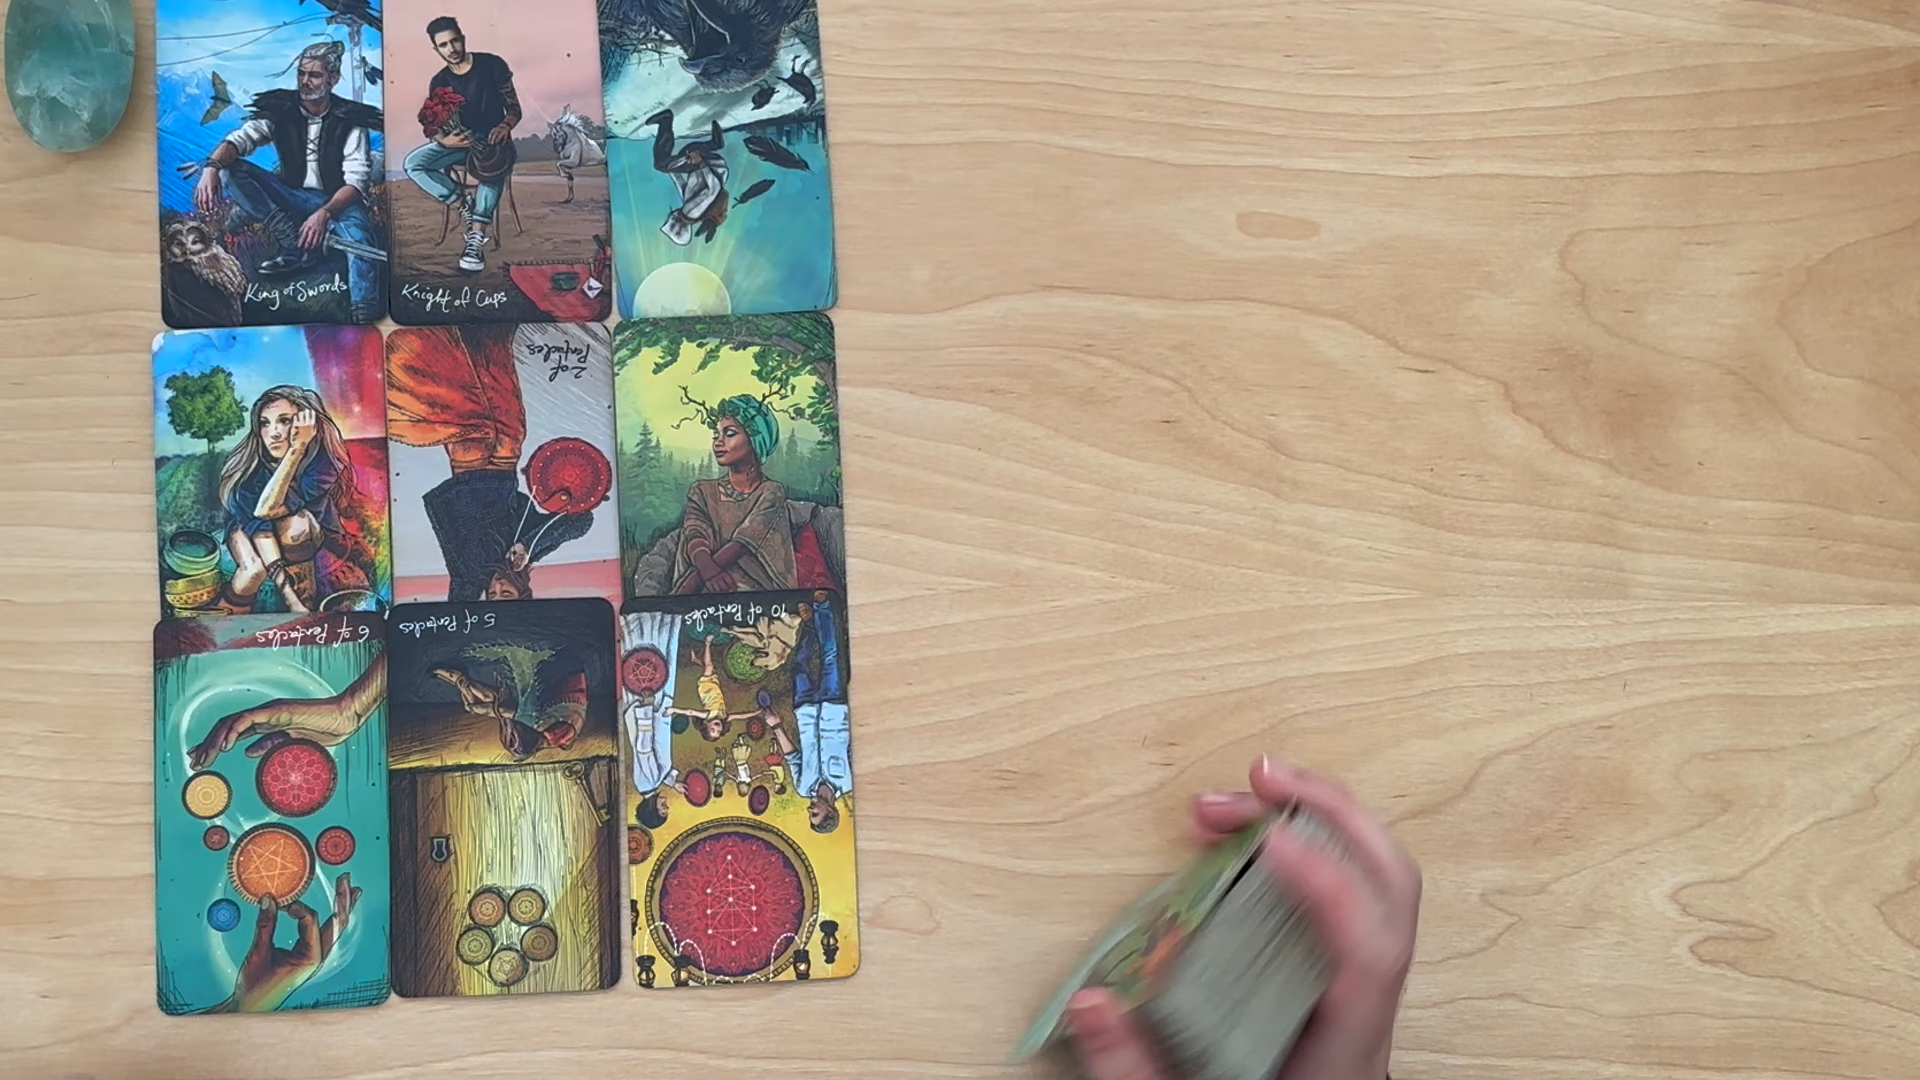 King of Swords
Knight of Cups
2 of
Pentacles
6 of Pentacles
5 of Pentacles
10 of Pentacles